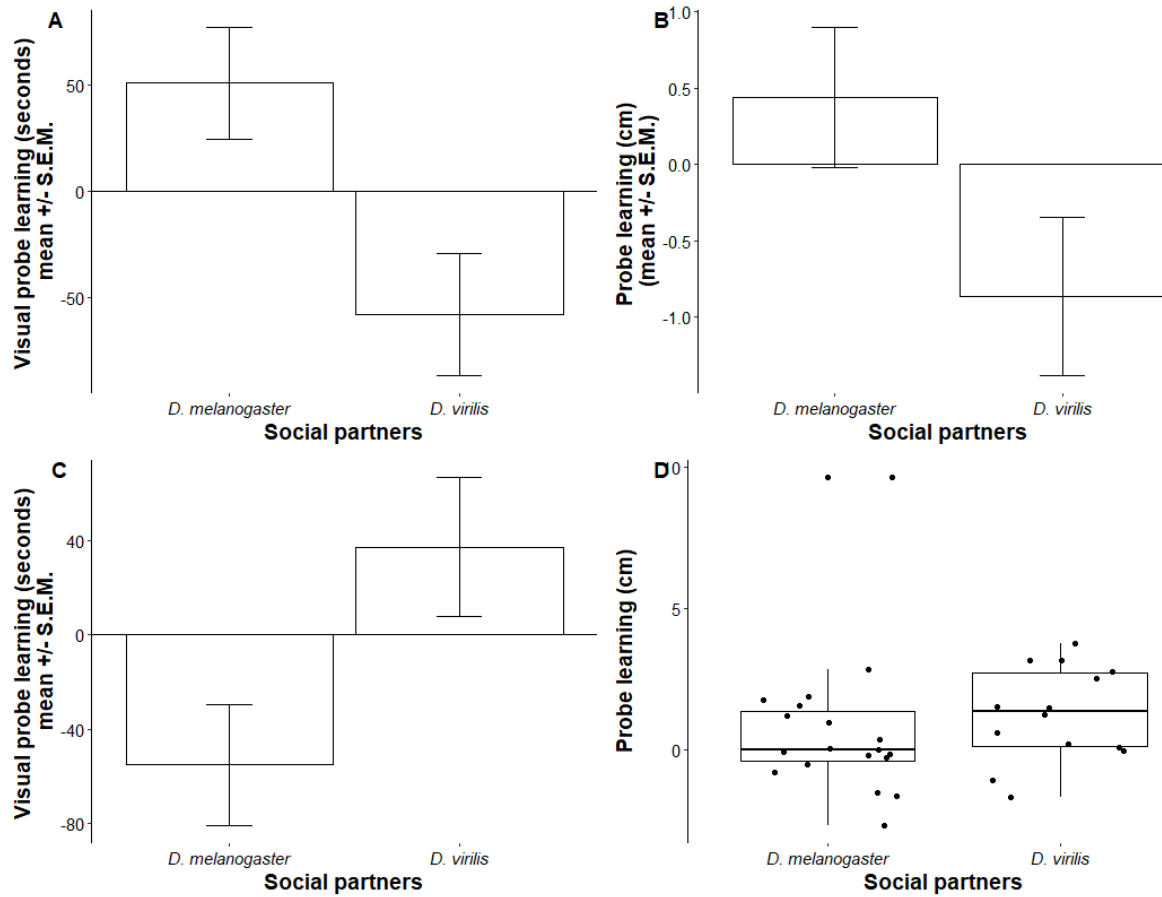 A
Visual probe learning (seconds)
mean +/- S.E.M.
50
0
-50
D. melanogaster
D. virilis
Social partners
B
Probe learning (cm)
(mean +/- S.E.M.)
1.0
0.5
0.0
-0.5
-1.0
D. melanogaster
D. virilis
Social partners
C
Visual probe learning (seconds)
mean +/- S.E.M.
40
0
-40
-80
D. melanogaster
D. virilis
Social partners
D
Probe learning (cm)
10
5
0
D. melanogaster
D. virilis
Social partners